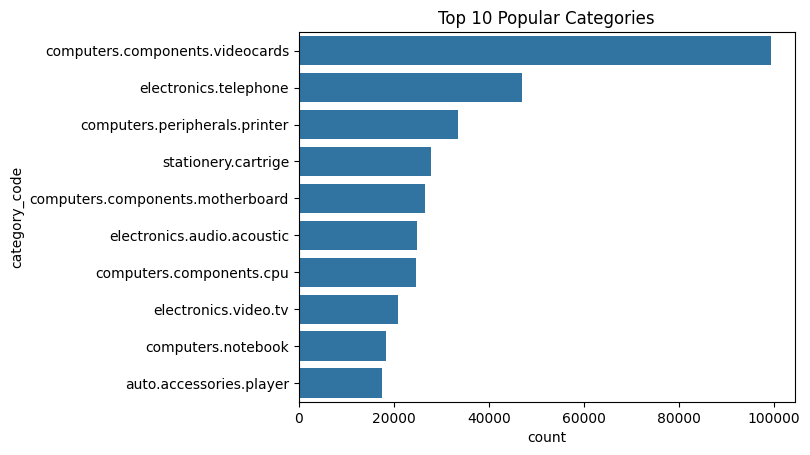 Top 10 Popular Categories
computers.components.videocards
electronics.telephone
computers.peripherals.printer
stationery.cartrige
computers.components.motherboard
electronics.audio.acoustic
computers.components.cpu
electronics.video.tv
computers.notebook
auto.accessories.player
category_code
0 20000 40000 60000 80000 100000
count